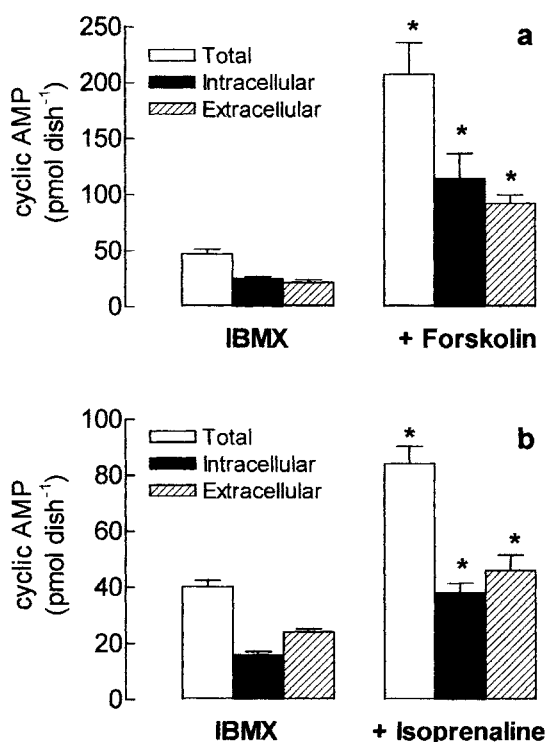 a
250
200
150
100
50
0
cyclic AMP
(pmol dish⁻¹)
Total
Intracellular
Extracellular
*
*
*
IBMX
+ Forskolin
b
100
80
60
40
20
0
cyclic AMP
(pmol dish⁻¹)
Total
Intracellular
Extracellular
*
*
*
IBMX
+ Isoprenaline